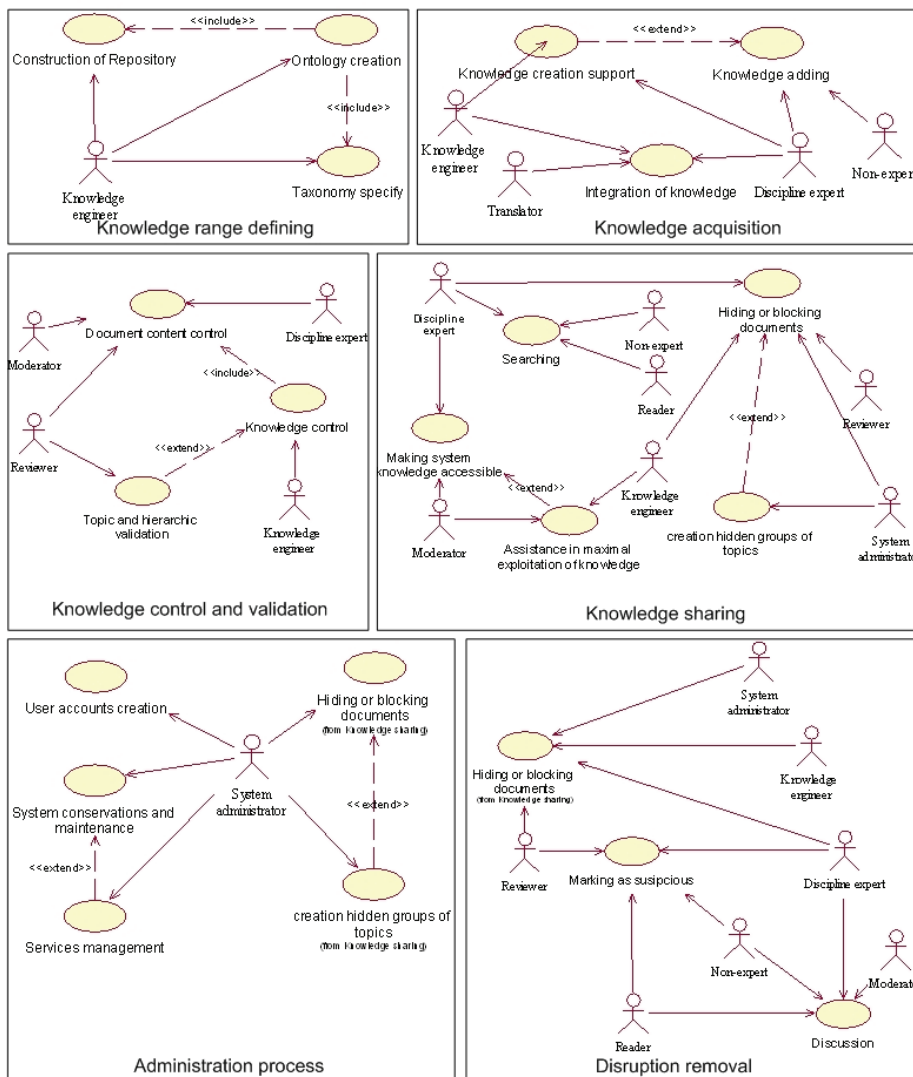 <<include>>
Construction of Repository
Ontology creation
<<include>>
Knowledge
engineer
Taxonomy specify
Knowledge range defining
<<extend>>
Knowledge creation support
Knowledge adding
Knowledge
engineer
Translator
Integration of knowledge
Discipline expert
Non-expert
Knowledge acquisition
Document content control
Discipline expert
Moderator
<<include>>
Knowledge control
Reviewer
<<extend>>
Topic and hierarchic
validation
Knowledge
engineer
Knowledge control and validation
Discipline
expert
Hiding or blocking
documents
Non-expert
Searching
Reader
Reviewer
<<extend>>
Making system
knowledge accessible
<<extend>>
Knowledge
engineer
Moderator
Assistance in maximal
exploitation of knowledge
creation hidden groups of
topics
System
administrator
Knowledge sharing
User accounts creation
Hiding or blocking
documents
(from Knowledge sharing)
System
administrator
System conservations and
maintenance
<<extend>>
<<extend>>
Services management
creation hidden groups of
topics
(from Knowledge sharing)
Administration process
System
administrator
Hiding or blocking
documents
(from Knowledge sharing)
Knowledge
engineer
Reviewer
Marking as susipcious
Discipline expert
Non-expert
Moderato
Reader
Discussion
Disruption removal